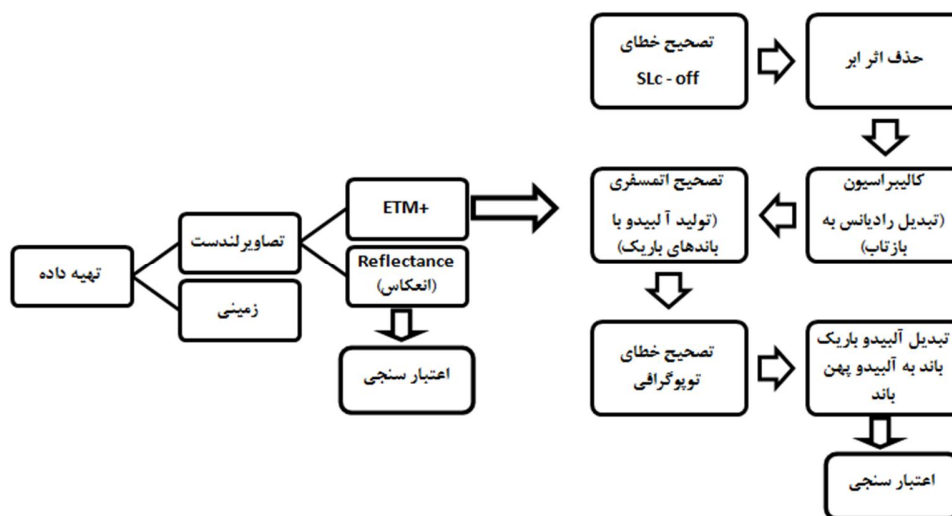 تصحیح خطای
SLc - off
حذف اثر ابر
کالیبراسیون
(تبدیل رادیانس به
بازتاب)
تصحیح اتمسفری
(تولید آلبیدو با
باندهای باریک)
تصحیح خطای
توپوگرافی
تبدیل آلبیدو باریک
باند به آلبیدو پهن
باند
اعتبار سنجی
تهیه داده
تصاویرلندست
زمینی
ETM+
Reflectance
(انعکاس)
اعتبار سنجی